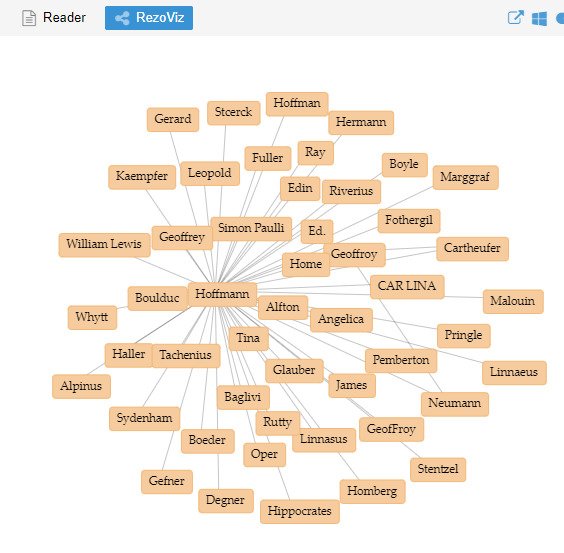 Reader RezoViz
Hoffman
Stcerck
Gerard
Hermann
Ray
Fuller
Boyle
Leopold
Kaempfer
Marggraf
Edin
Riverius
Fothergil
Simon Paulli
Ed.
Geoffrey
William Lewis
Cartheufer
Geoffroy
Home
CAR LINA
Hoffmann
Boulduc
Malouin
Alfton
Whytt
Angelica
Pringle
Tina
Haller
Tachenius
Pemberton
Glauber
Linnaeus
Alpinus
James
Baglivi
Neumann
Sydenham
Rutty
GeofFroy
Boeder
Linnasus
Oper
Stentzel
Gefner
Homberg
Degner
Hippocrates